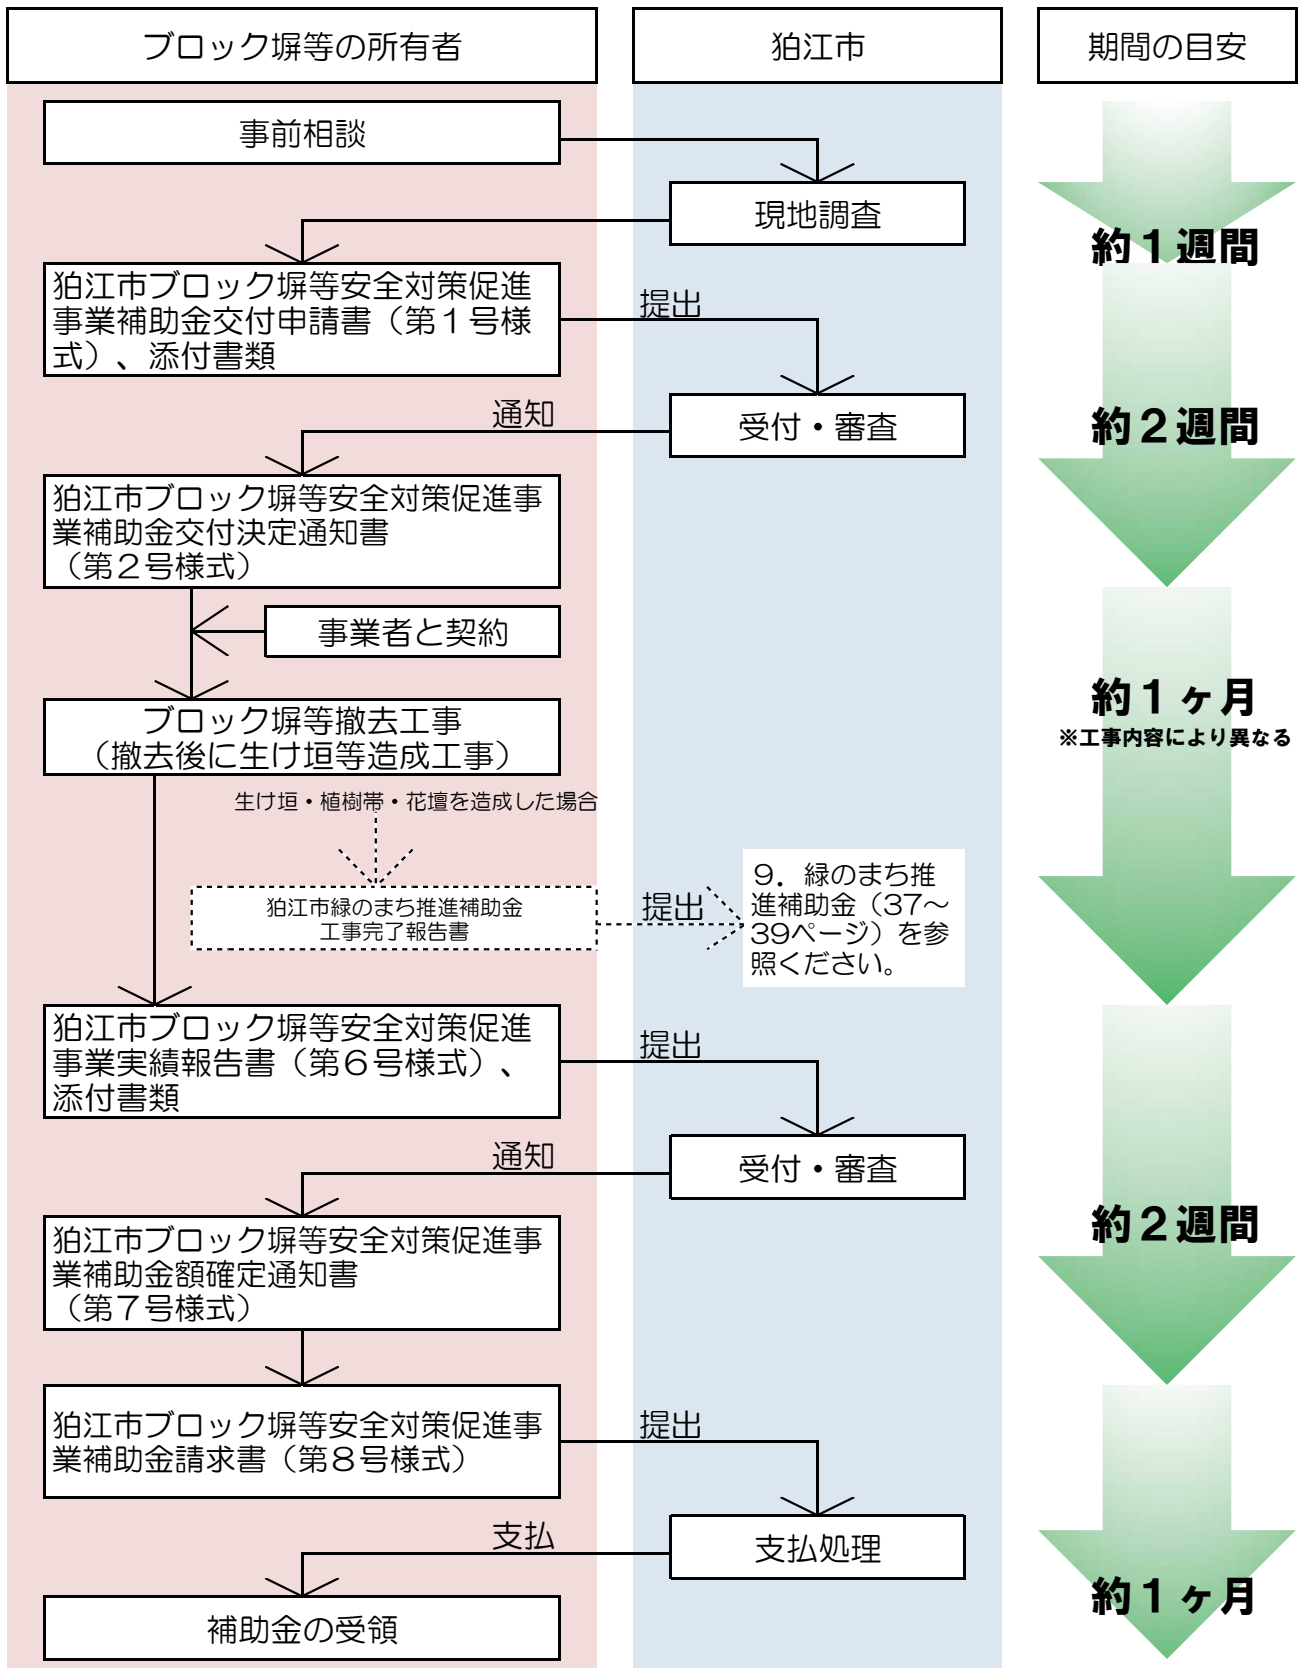 ブロック塀等の所有者
狛江市
期間の目安
事前相談
現地調査
約１週間
狛江市ブロック塀等安全対策促進
事業補助金交付申請書（第１号様
式）、添付書類
提出
受付・審査
約２週間
通知
狛江市ブロック塀等安全対策促進事
業補助金交付決定通知書
（第２号様式）
事業者と契約
ブロック塀等撤去工事
（撤去後に生け垣等造成工事）
約１ヶ月
※工事内容により異なる
生け垣・植樹帯・花壇を造成した場合
狛江市緑のまち推進補助金
工事完了報告書
提出
９．緑のまち推
進補助金（37～
39ページ）を参
照ください。
狛江市ブロック塀等安全対策促進
事業実績報告書（第６号様式）、
添付書類
提出
受付・審査
通知
約２週間
狛江市ブロック塀等安全対策促進事
業補助金額確定通知書
（第７号様式）
狛江市ブロック塀等安全対策促進事
業補助金請求書（第８号様式）
提出
支払処理
支払
約１ヶ月
補助金の受領